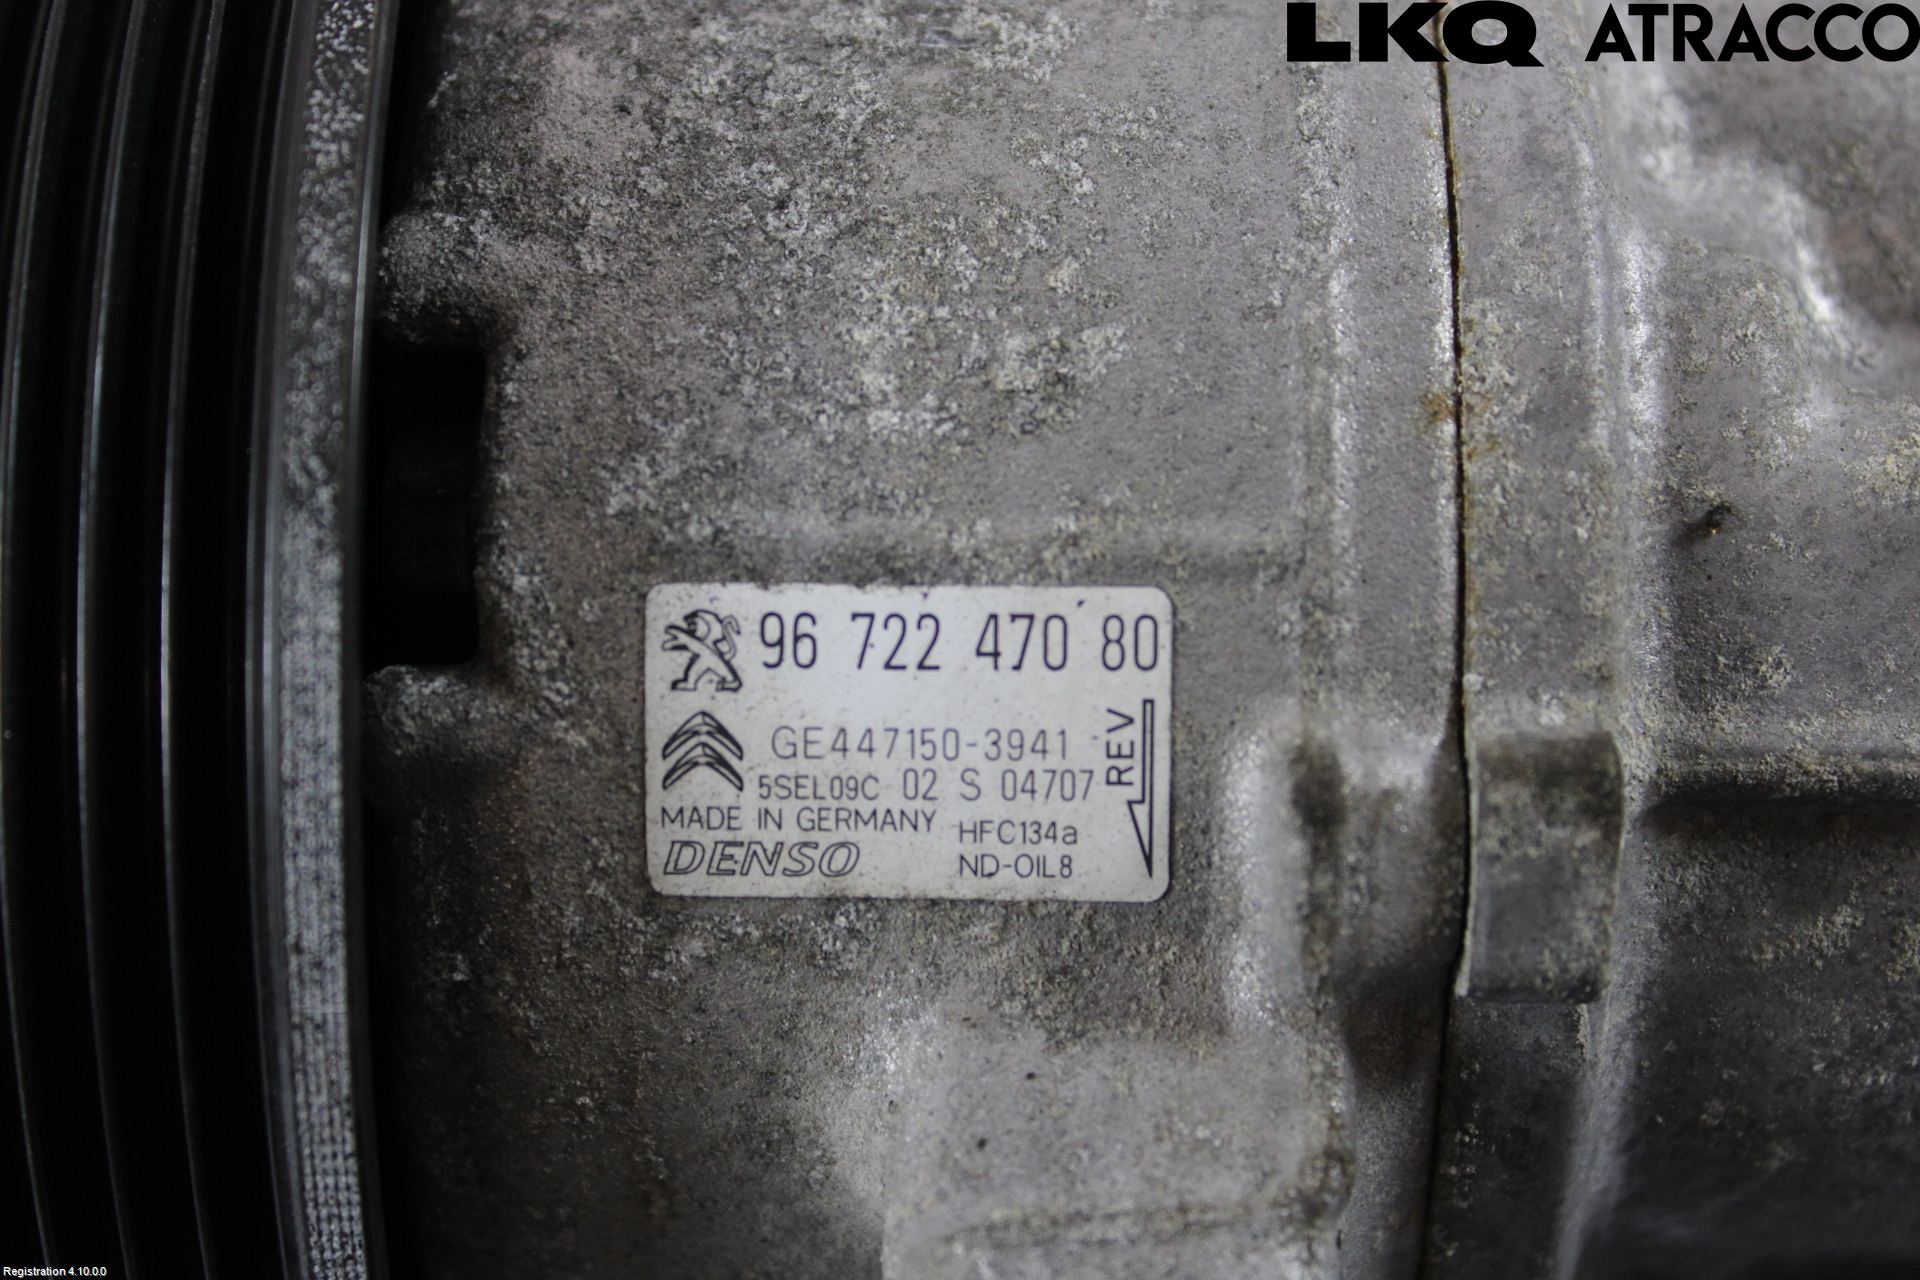 LKQ ATRACCO
96 722 470 80
GE447150-3941
5SEL09C 02 S 04707
REV
MADE IN GERMANY
HFC134a
DENSO
ND-OIL8
Registration 4.10.0.0